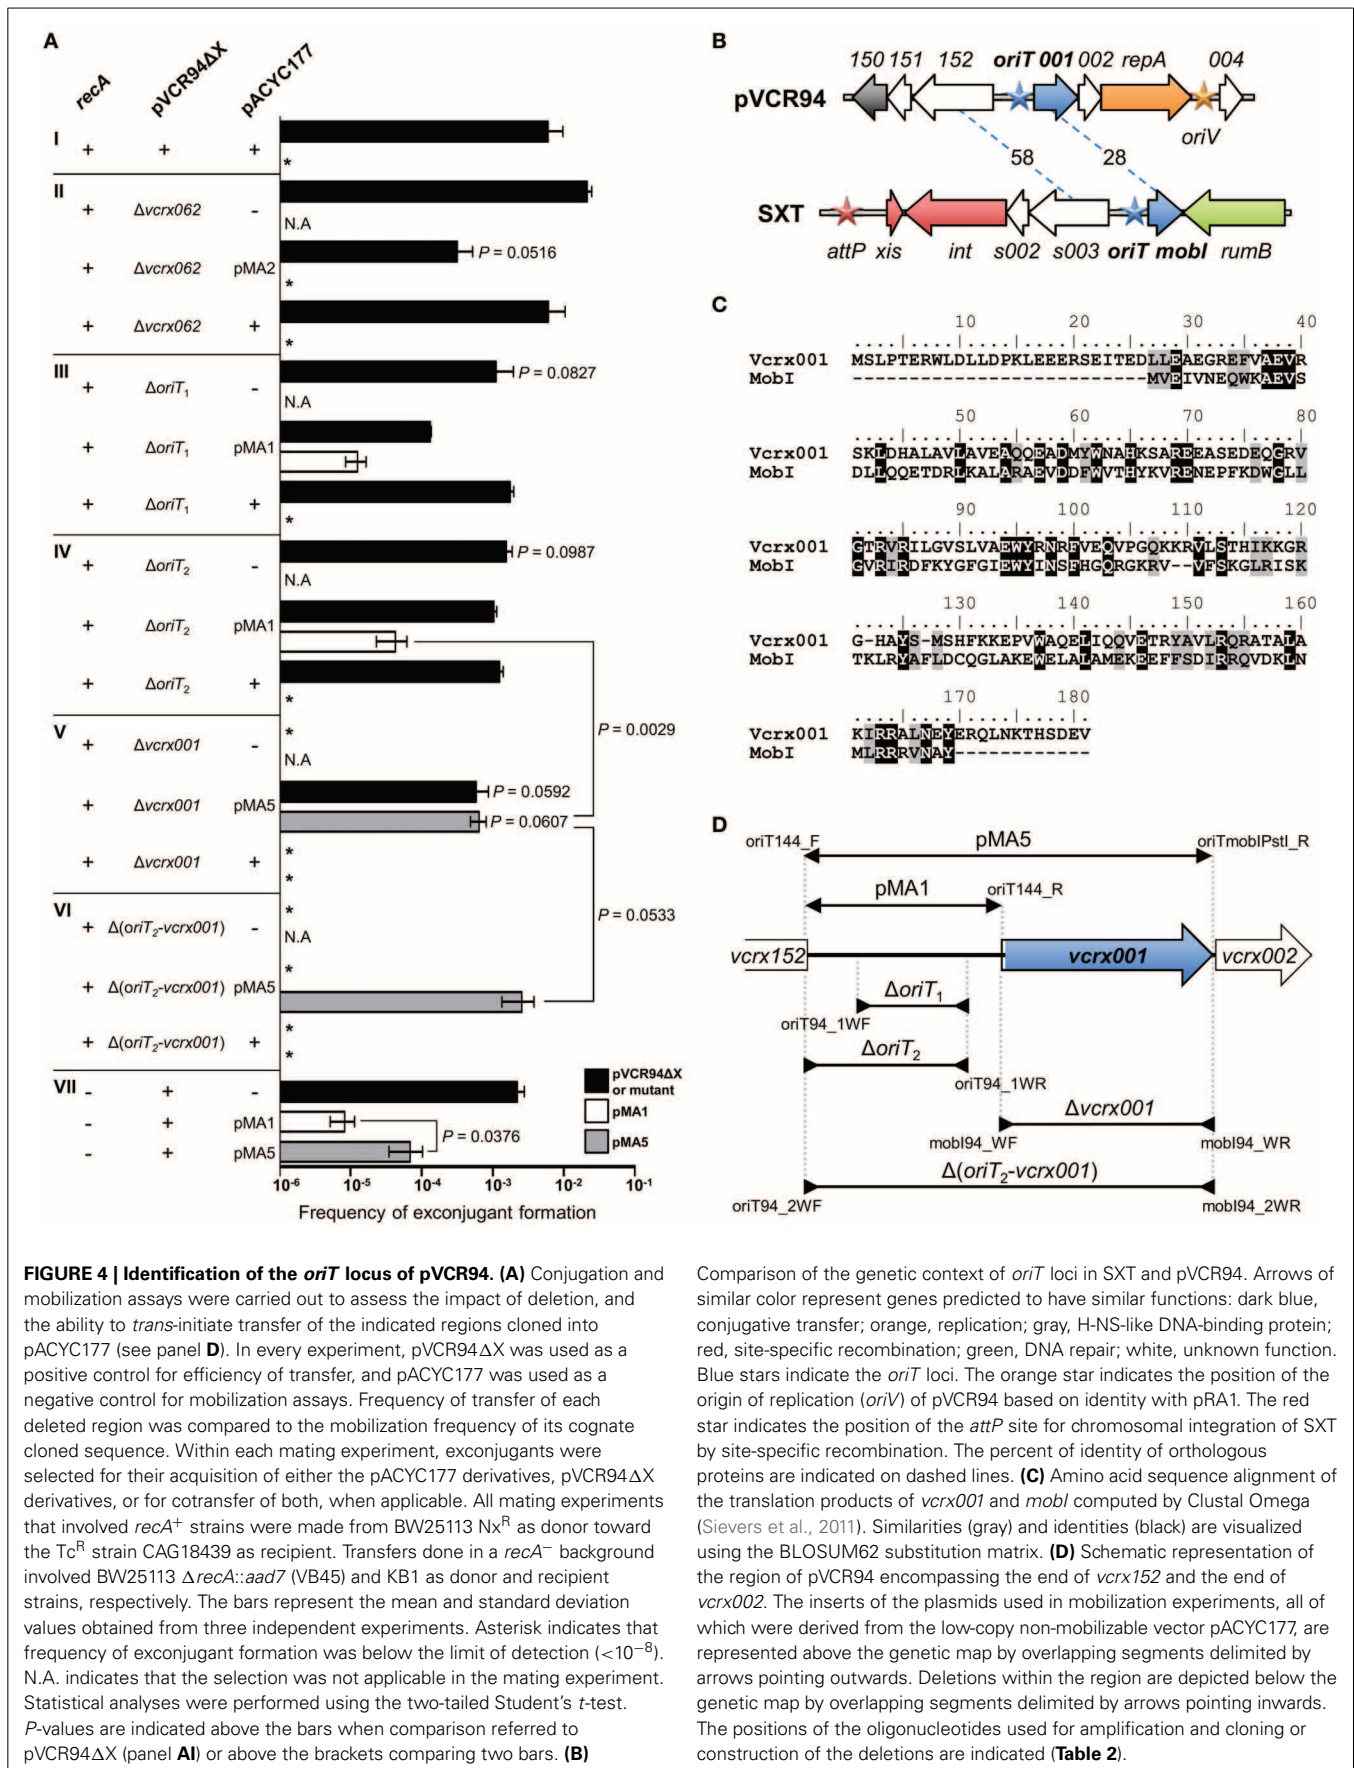 A
recA
pVCR94ΔX
pACYC177
I
+ + +
*
II
+ Δvcrx062 -
N.A
+ Δvcrx062 pMA2
P = 0.0516
*
+ Δvcrx062 +
*
III
+ ΔoriT1 -
P = 0.0827
N.A
+ ΔoriT1 pMA1
+ ΔoriT1 +
*
IV
+ ΔoriT2 -
P = 0.0987
N.A
+ ΔoriT2 pMA1
+ ΔoriT2 +
*
P = 0.0029
V
+ Δvcrx001 -
*
N.A
+ Δvcrx001 pMA5
P = 0.0592
P = 0.0607
+ Δvcrx001 +
*
*
VI
+ Δ(oriT2-vcrx001) -
*
N.A
P = 0.0533
+ Δ(oriT2-vcrx001) pMA5
*
+ Δ(oriT2-vcrx001) +
*
*
VII
- + -
- + pMA1
- + pMA5
P = 0.0376
pVCR94ΔX
or mutant
pMA1
pMA5
10-6 10-5 10-4 10-3 10-2 10-1
Frequency of exconjugant formation
B
150 151 152 oriT 001 002 repA 004
pVCR94
oriV
58 28
SXT
attP xis int s002 s003 oriT mobI rumB
C
10 20 30 40
Vcrx001 MSLPTERWLDLLDPKLEEERSEITEDLLEAEGREFVAEVR
MobI --------------------------MVEIVNEQWKAEVS
50 60 70 80
Vcrx001 SKLDHALAVLAVEAQQEADMYWNAHKSAREEASEDEQGRV
MobI DLLQQETDRLKALARAEVDDFWVTHYKVRENEPFKDWGLL
90 100 110 120
Vcrx001 GTRVRILGVSLVAEWYRNRFVEQVPGQKKRVLSTHIKKGR
MobI GVRIRDFKYGFGIEWYINSFHGQRGKRV--VFSKGLRISK
130 140 150 160
Vcrx001 G-HAYS-MSHFKKEPVWAQELIQQVETRYAVLRQRATALA
MobI TKLRYAFLDCQGLAKEWELALAMEKEEFFSDIRRQVDKLN
170 180
Vcrx001 KIRRALNEYERQLNKTHSDEV
MobI MLRRRVNAY------------
D
oriT144_F pMA5 oriTmobIPstI_R
pMA1 oriT144_R
vcrx152 vcrx001 vcrx002
ΔoriT1
oriT94_1WF
ΔoriT2
oriT94_1WR
Δvcrx001
mobI94_WF mobI94_WR
Δ(oriT2-vcrx001)
oriT94_2WF mobI94_2WR
FIGURE 4 | Identification of the oriT locus of pVCR94. (A) Conjugation and
mobilization assays were carried out to assess the impact of deletion, and
the ability to trans-initiate transfer of the indicated regions cloned into
pACYC177 (see panel D). In every experiment, pVCR94ΔX was used as a
positive control for efficiency of transfer, and pACYC177 was used as a
negative control for mobilization assays. Frequency of transfer of each
deleted region was compared to the mobilization frequency of its cognate
cloned sequence. Within each mating experiment, exconjugants were
selected for their acquisition of either the pACYC177 derivatives, pVCR94ΔX
derivatives, or for cotransfer of both, when applicable. All mating experiments
that involved recA+ strains were made from BW25113 NxR as donor toward
the TcR strain CAG18439 as recipient. Transfers done in a recA− background
involved BW25113 ΔrecA::aad7 (VB45) and KB1 as donor and recipient
strains, respectively. The bars represent the mean and standard deviation
values obtained from three independent experiments. Asterisk indicates that
frequency of exconjugant formation was below the limit of detection (<10−8).
N.A. indicates that the selection was not applicable in the mating experiment.
Statistical analyses were performed using the two-tailed Student's t-test.
P-values are indicated above the bars when comparison referred to
pVCR94ΔX (panel AI) or above the brackets comparing two bars. (B)
Comparison of the genetic context of oriT loci in SXT and pVCR94. Arrows of
similar color represent genes predicted to have similar functions: dark blue,
conjugative transfer; orange, replication; gray, H-NS-like DNA-binding protein;
red, site-specific recombination; green, DNA repair; white, unknown function.
Blue stars indicate the oriT loci. The orange star indicates the position of the
origin of replication (oriV) of pVCR94 based on identity with pRA1. The red
star indicates the position of the attP site for chromosomal integration of SXT
by site-specific recombination. The percent of identity of orthologous
proteins are indicated on dashed lines. (C) Amino acid sequence alignment of
the translation products of vcrx001 and mobI computed by Clustal Omega
(Sievers et al., 2011). Similarities (gray) and identities (black) are visualized
using the BLOSUM62 substitution matrix. (D) Schematic representation of
the region of pVCR94 encompassing the end of vcrx152 and the end of
vcrx002. The inserts of the plasmids used in mobilization experiments, all of
which were derived from the low-copy non-mobilizable vector pACYC177, are
represented above the genetic map by overlapping segments delimited by
arrows pointing outwards. Deletions within the region are depicted below the
genetic map by overlapping segments delimited by arrows pointing inwards.
The positions of the oligonucleotides used for amplification and cloning or
construction of the deletions are indicated (Table 2).